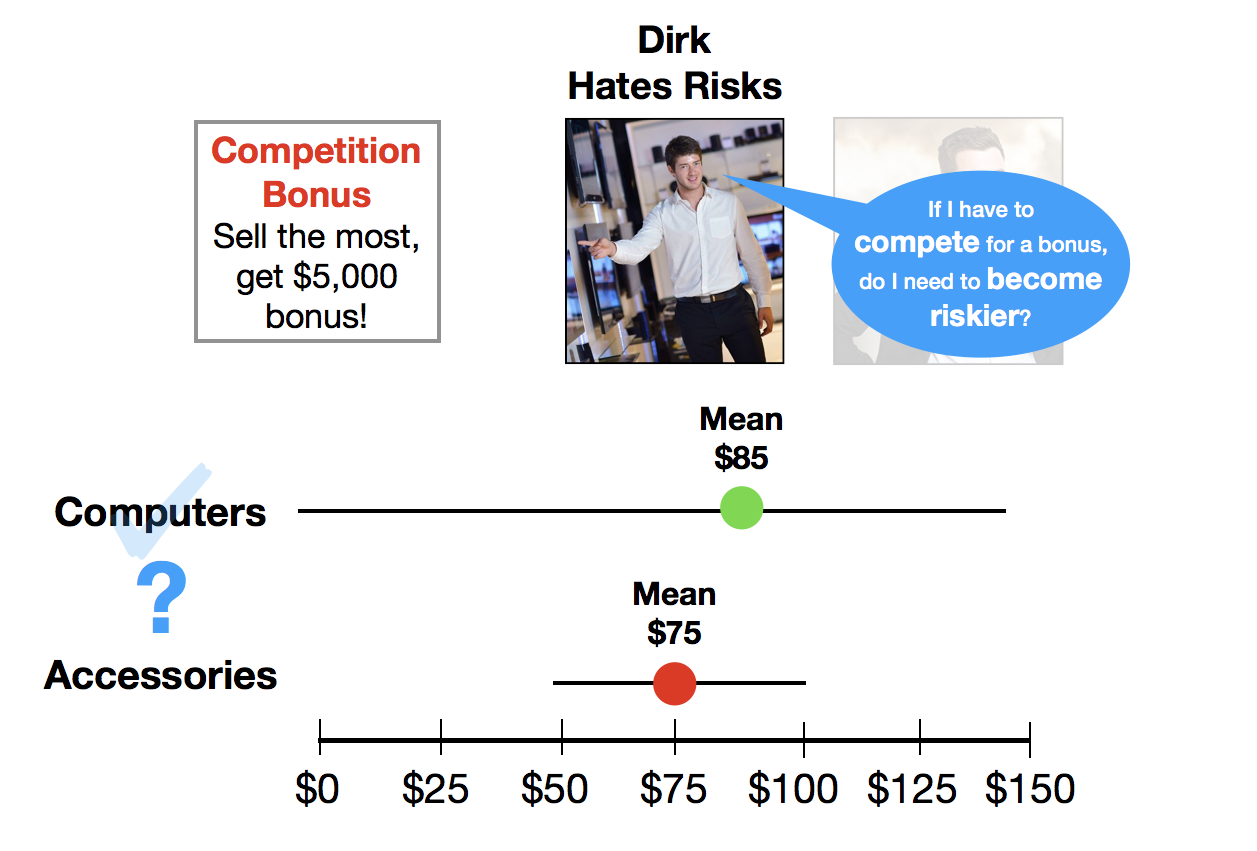 Dirk
Hates Risks
Competition
Bonus
Sell the most,
get $5,000
bonus!
If I have to
compete for a bonus,
do I need to become
riskier?
Mean
$85
Computers
?
Mean
$75
Accessories
$0 $25 $50 $75 $100 $125 $150